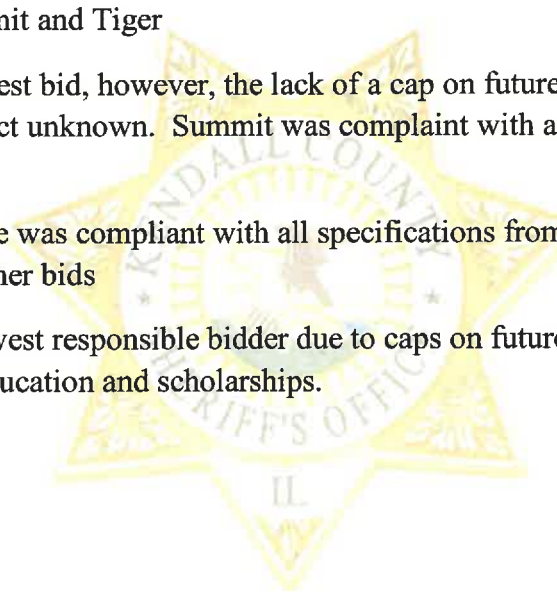 nit and Tiger
est bid, however, the lack of a cap on future
ct unknown.  Summit was complaint with a
e was compliant with all specifications from
ner bids
vest responsible bidder due to caps on future
ucation and scholarships.
KENDALL COUNTY
SHERIFF'S OFFICE
IL